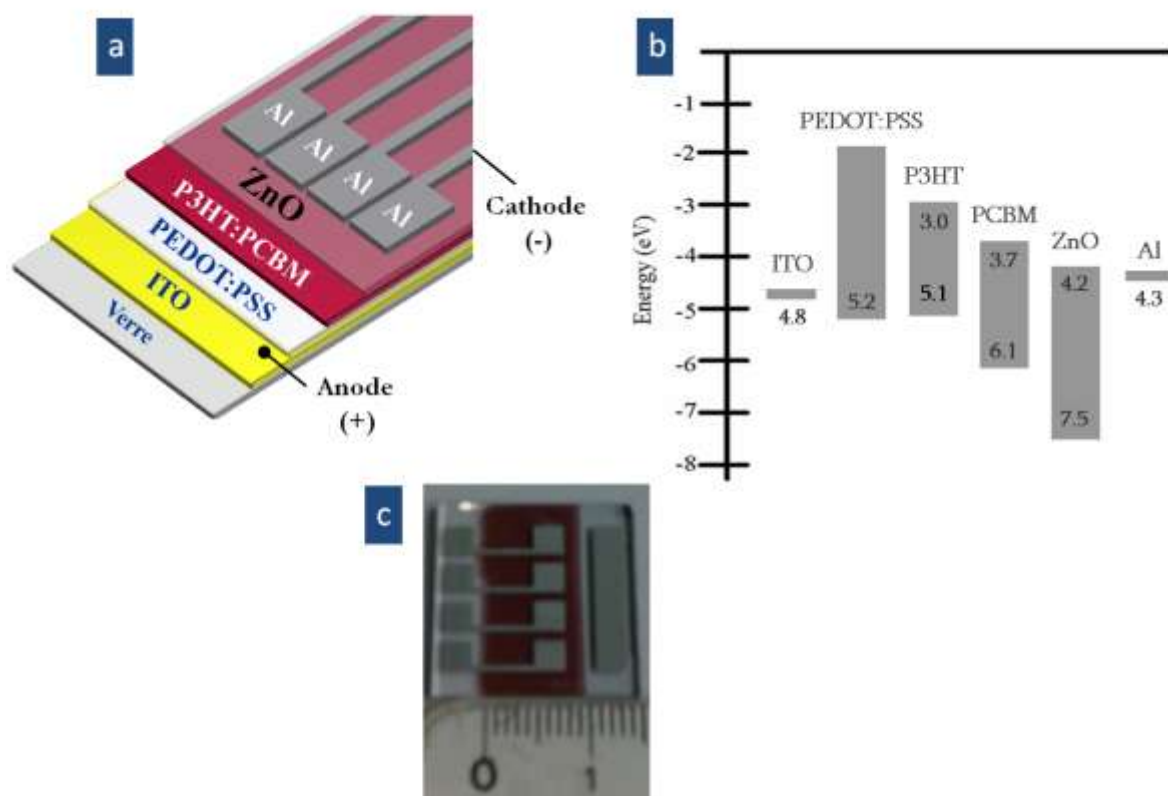 a
Al
Al
Al
Al
ZnO
P3HT:PCBM
PEDOT:PSS
ITO
Verre
Cathode
(-)
Anode
(+)
b
Energy (eV)
-1
-2
-3
-4
-5
-6
-7
-8
ITO
4.8
PEDOT:PSS
5.2
P3HT
3.0
5.1
PCBM
3.7
6.1
ZnO
4.2
7.5
Al
4.3
c
0 1